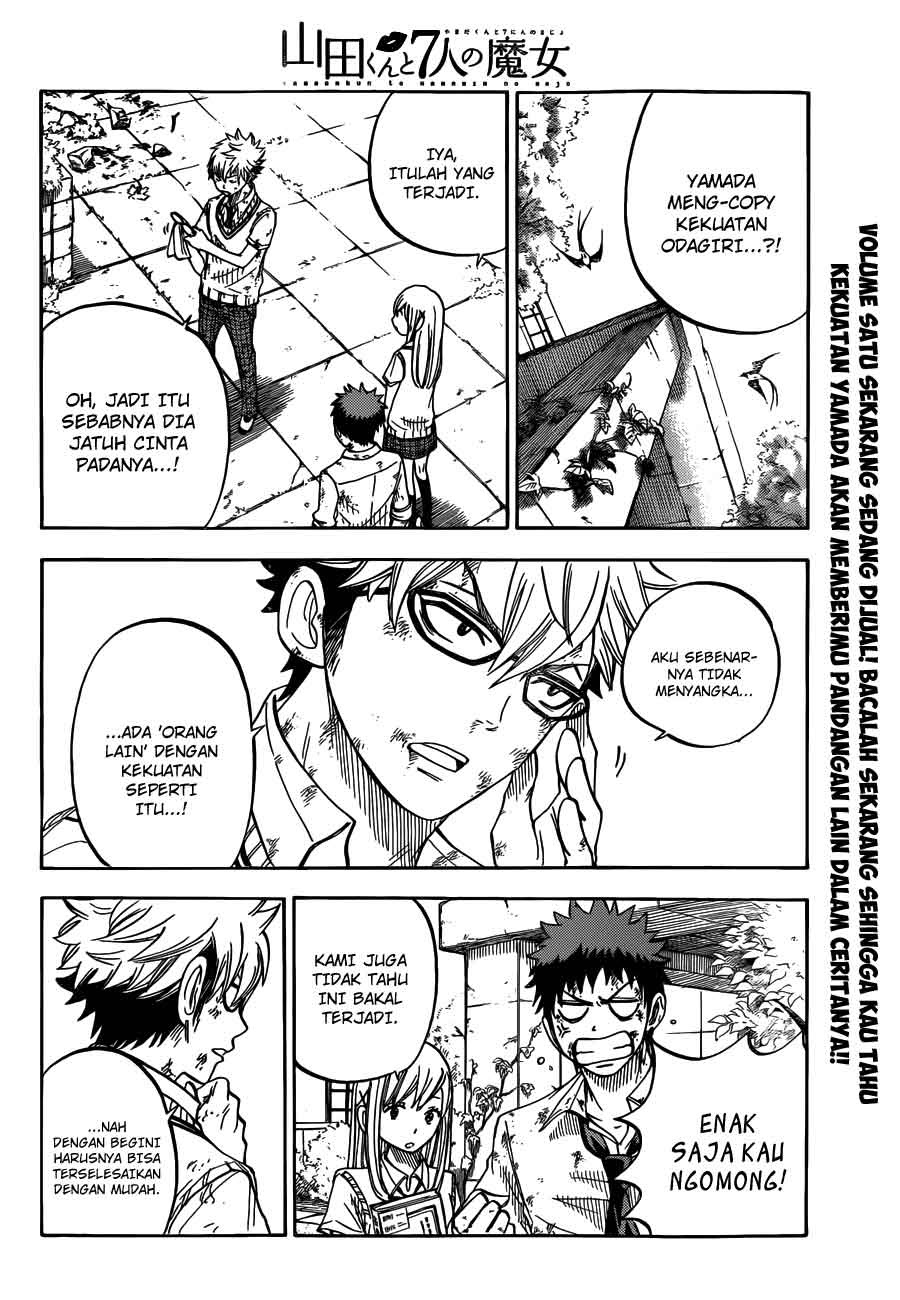 山田くんと7人の魔女
YAMADA
MENG-COPY
KEKUATAN
ODAGIRI...?!
IYA,
ITULAH YANG
TERJADI.
OH, JADI ITU
SEBABNYA DIA
JATUH CINTA
PADANYA...!
AKU SEBENAR-
NYA TIDAK
MENYANGKA...
...ADA 'ORANG
LAIN' DENGAN
KEKUATAN
SEPERTI
ITU...!
KAMI JUGA
TIDAK TAHU
INI BAKAL
TERJADI.
ENAK
SAJA KAU
NGOMONG!
...NAH
DENGAN BEGINI
HARUSNYA BISA
TERSELESAIKAN
DENGAN MUDAH.
VOLUME SATU SEKARANG SEDANG DIJUAL! BACALAH SEKARANG SEHINGGA KAU TAHU
KEKUATAN YAMADA AKAN MEMBERIMU PANDANGAN LAIN DALAM CERITANYA!!